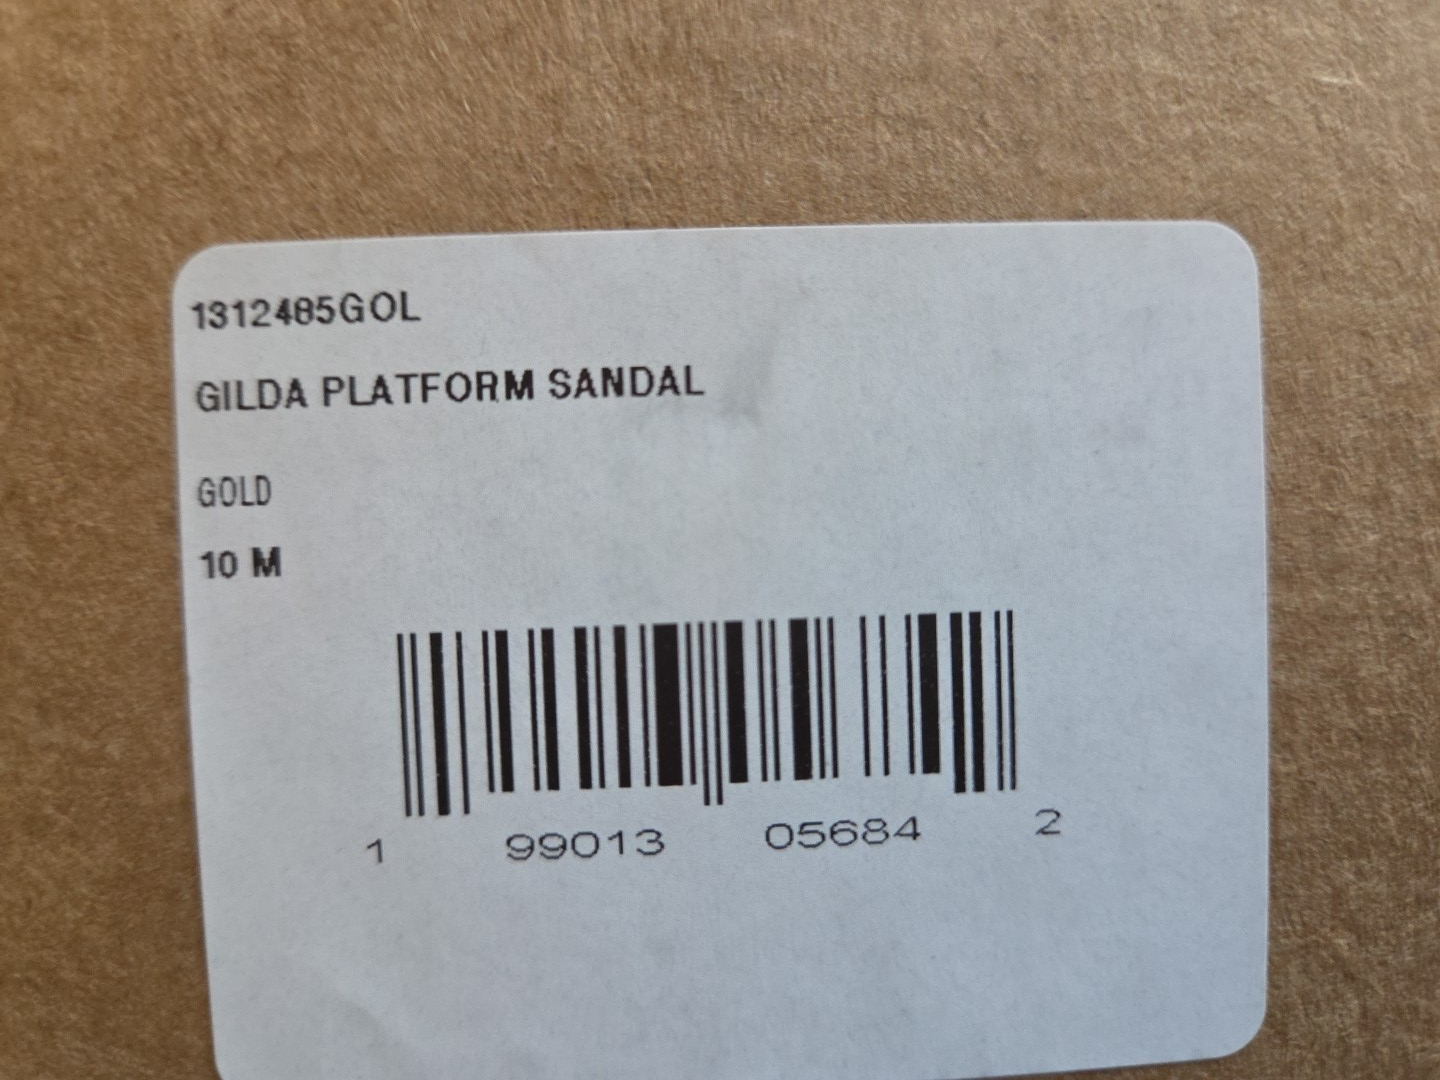 1312485GOL
GILDA PLATFORM SANDAL
GOLD
10 M
1 99013 05684 2